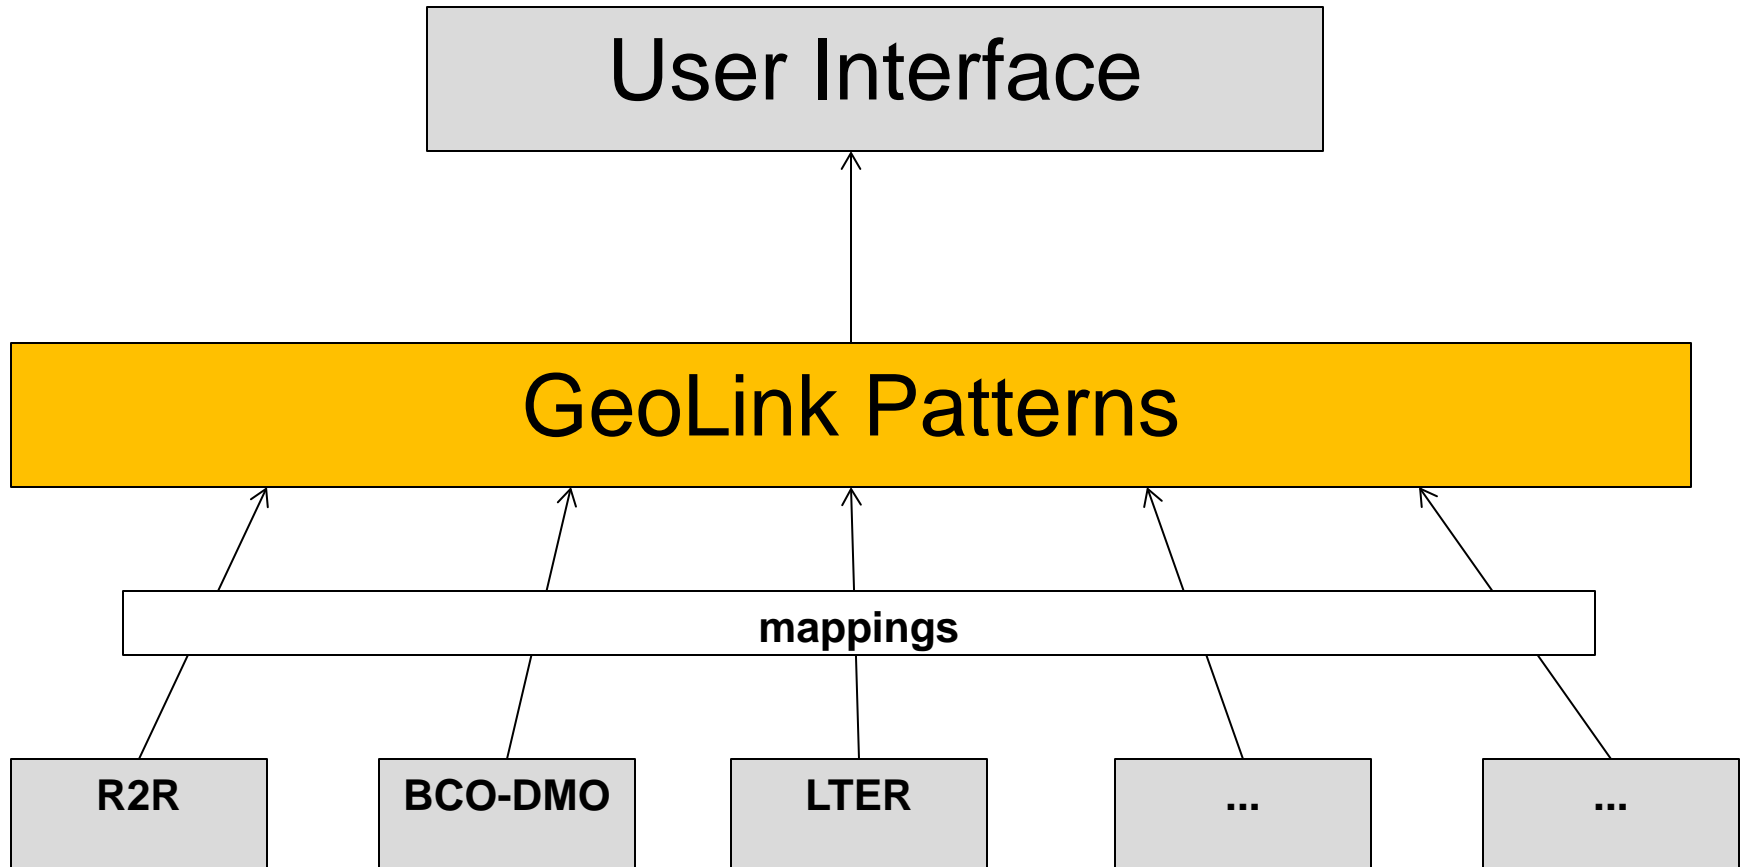 User Interface
GeoLink Patterns
mappings
R2R
BCO-DMO
LTER
...
...